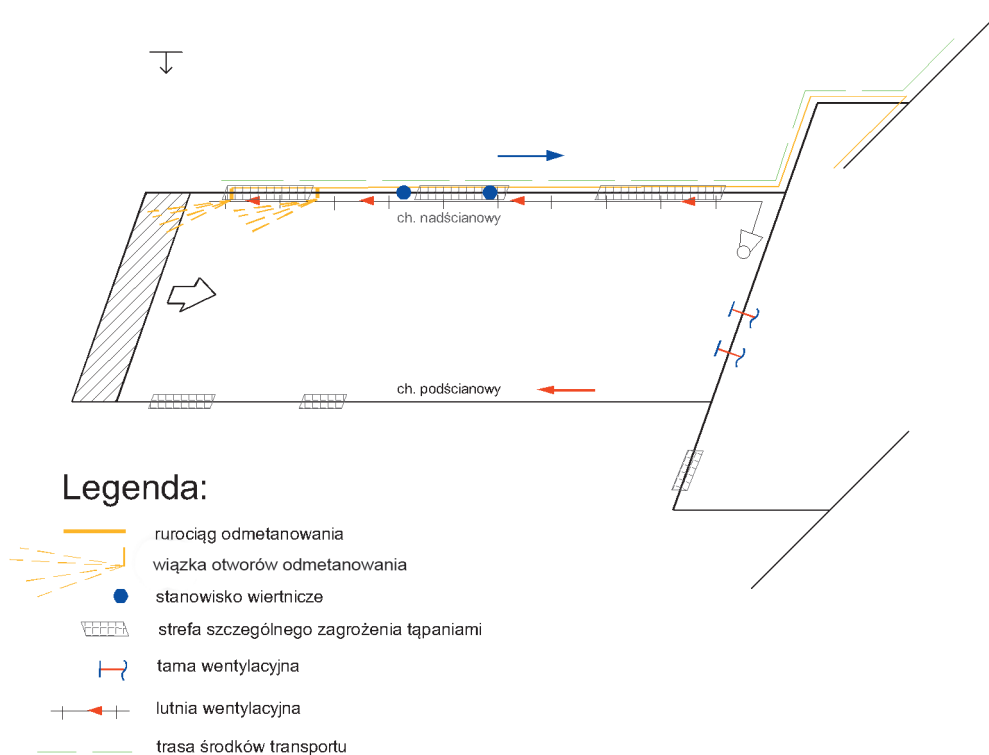 ch. nadścianowy
ch. podścianowy
Legenda:
rurociąg odmetanowania
wiązka otworów odmetanowania
stanowisko wiertnicze
strefa szczególnego zagrożenia tąpaniami
tama wentylacyjna
lutnia wentylacyjna
trasa środków transportu